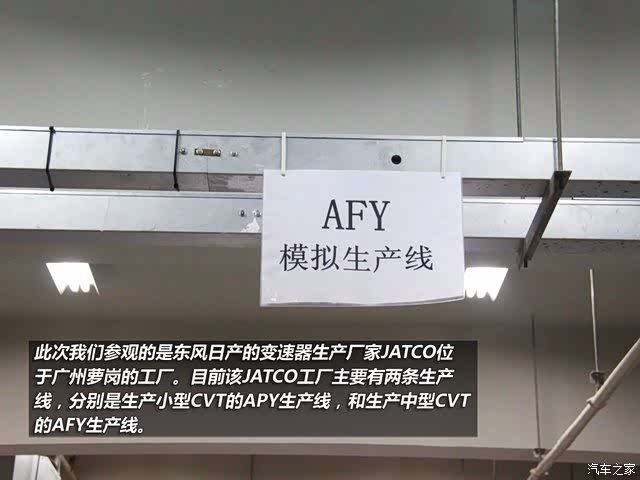 AFY
模拟生产线
此次我们参观的是东风日产的变速器生产厂家JATCO位
于广州萝岗的工厂。目前该JATCO工厂主要有两条生产
线，分别是生产小型CVT的APY生产线，和生产中型CVT
的AFY生产线。
汽车之家